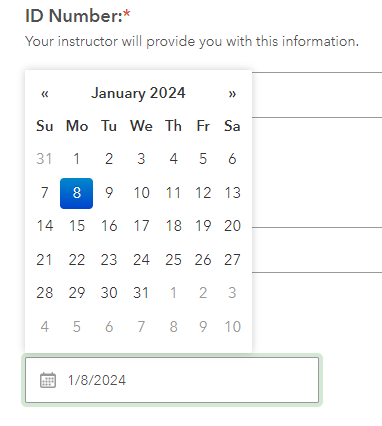 ID Number:*
Your instructor will provide you with this information.
« January 2024 »
Su Mo Tu We Th Fr Sa
31 1 2 3 4 5 6
7 8 9 10 11 12 13
14 15 16 17 18 19 20
21 22 23 24 25 26 27
28 29 30 31 1 2 3
4 5 6 7 8 9 10
1/8/2024